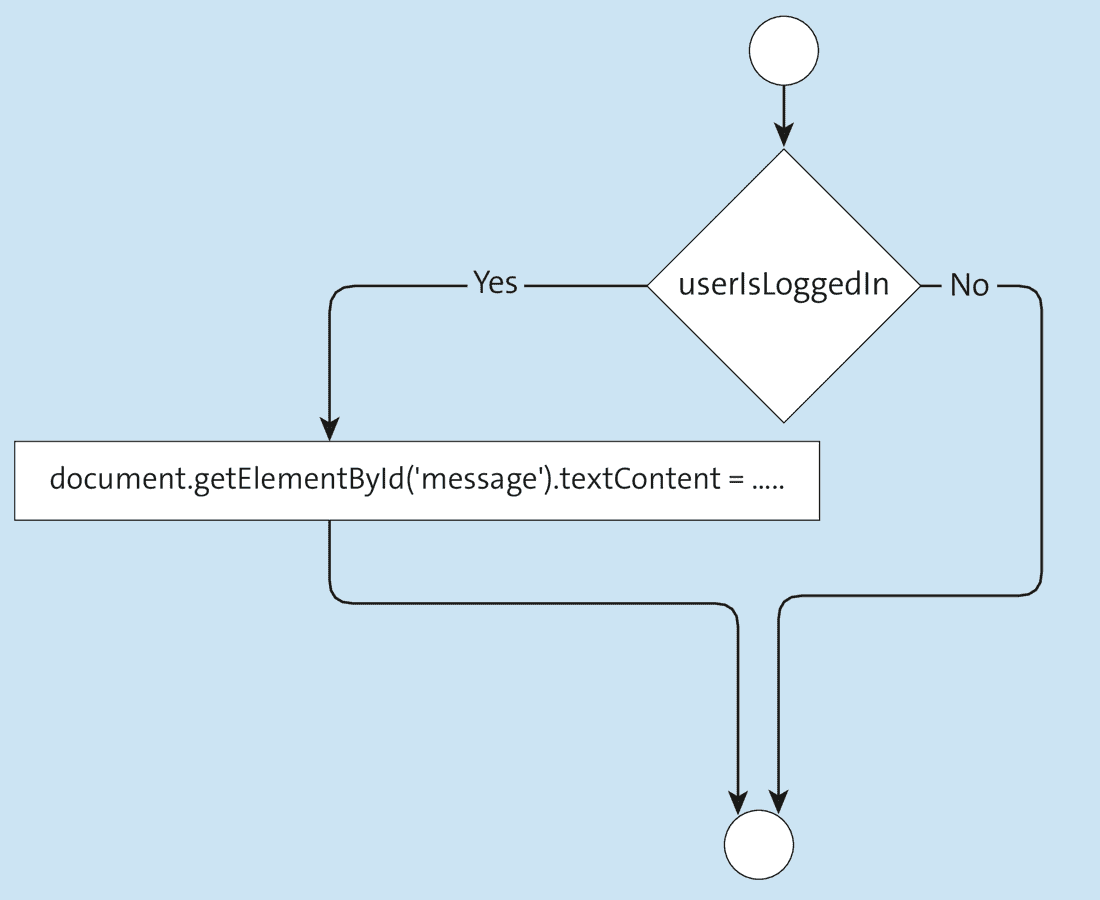 userIsLoggedIn
Yes
No
document.getElementById('message').textContent = .....